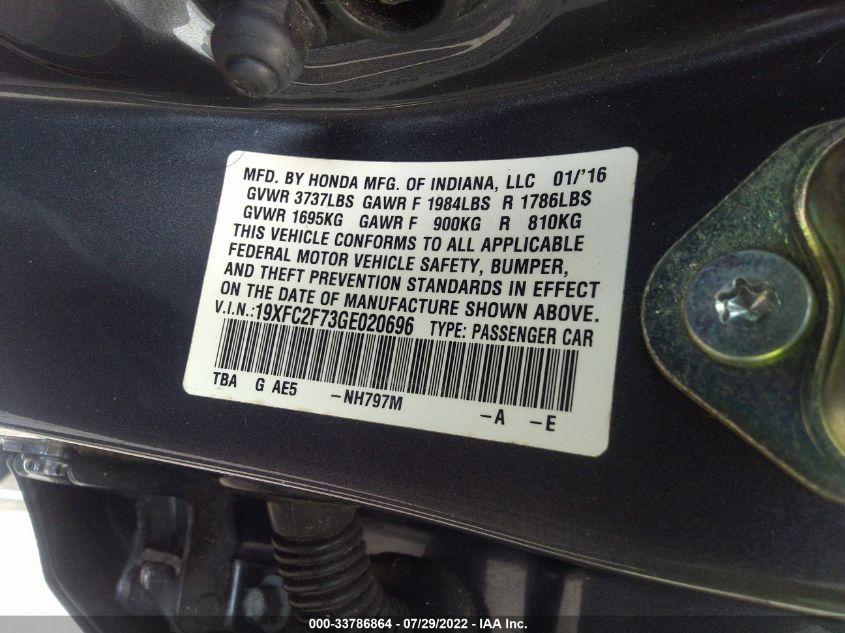 MFD. BY HONDA MFG. OF INDIANA, LLC 01/'16
GVWR 3737LBS GAWR F 1984LBS R 1786LBS
GVWR 1695KG GAWR F 900KG R 810KG
THIS VEHICLE CONFORMS TO ALL APPLICABLE
FEDERAL MOTOR VEHICLE SAFETY, BUMPER,
AND THEFT PREVENTION STANDARDS IN EFFECT
ON THE DATE OF MANUFACTURE SHOWN ABOVE.
V.I.N.:19XFC2F73GE020696 TYPE: PASSENGER CAR
TBA G AE5 -NH797M -A -E
000-33786864 / 07/29/2022 / IAA Inc.